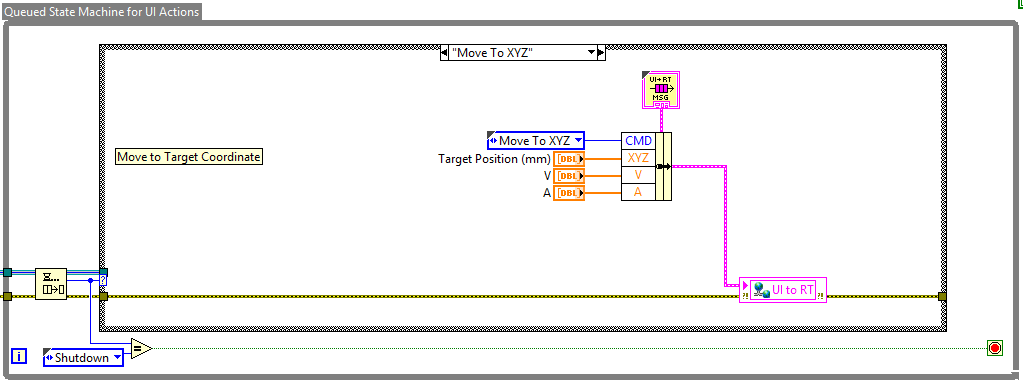 Queued State Machine for UI Actions
"Move To XYZ"
UI→RT
MSG
Move To XYZ
CMD
Move to Target Coordinate
Target Position (mm)
DBL
XYZ
V
DBL
V
A
DBL
A
?
UI to RT
?!
?!
i
Shutdown
=